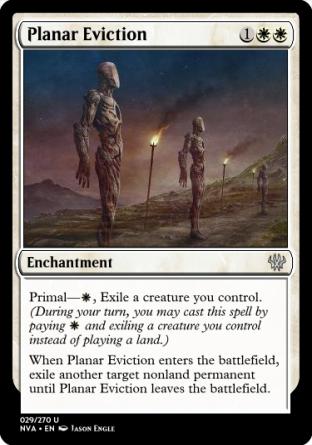 Planar Eviction 1
Enchantment
Primal—, Exile a creature you control.
(During your turn, you may cast this spell by
paying and exiling a creature you control
instead of playing a land.)
When Planar Eviction enters the battlefield,
exile another target nonland permanent
until Planar Eviction leaves the battlefield.
029/270 U
NVA • EN Jason Engle